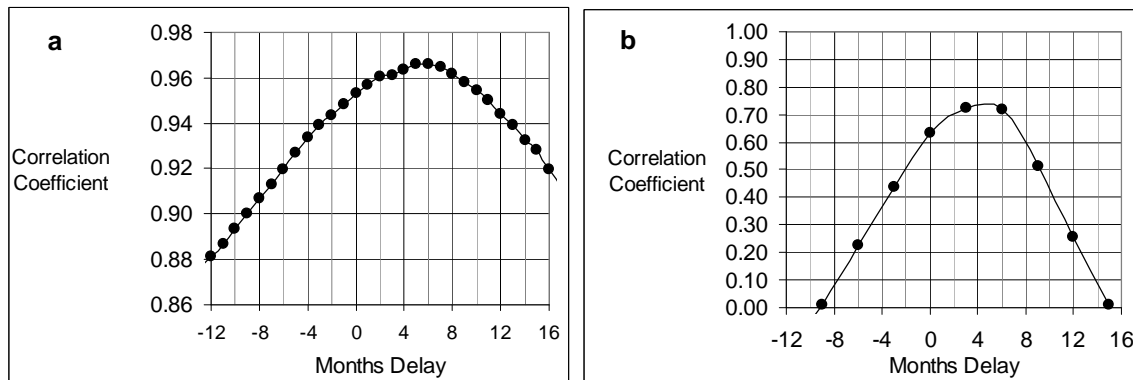 a
0.98
0.96
0.94
0.92
0.90
0.88
0.86
Correlation
Coefficient
-12 -8 -4 0 4 8 12 16
Months Delay
b
1.00
0.90
0.80
0.70
0.60
0.50
0.40
0.30
0.20
0.10
0.00
Correlation
Coefficient
-12 -8 -4 0 4 8 12 16
Months Delay